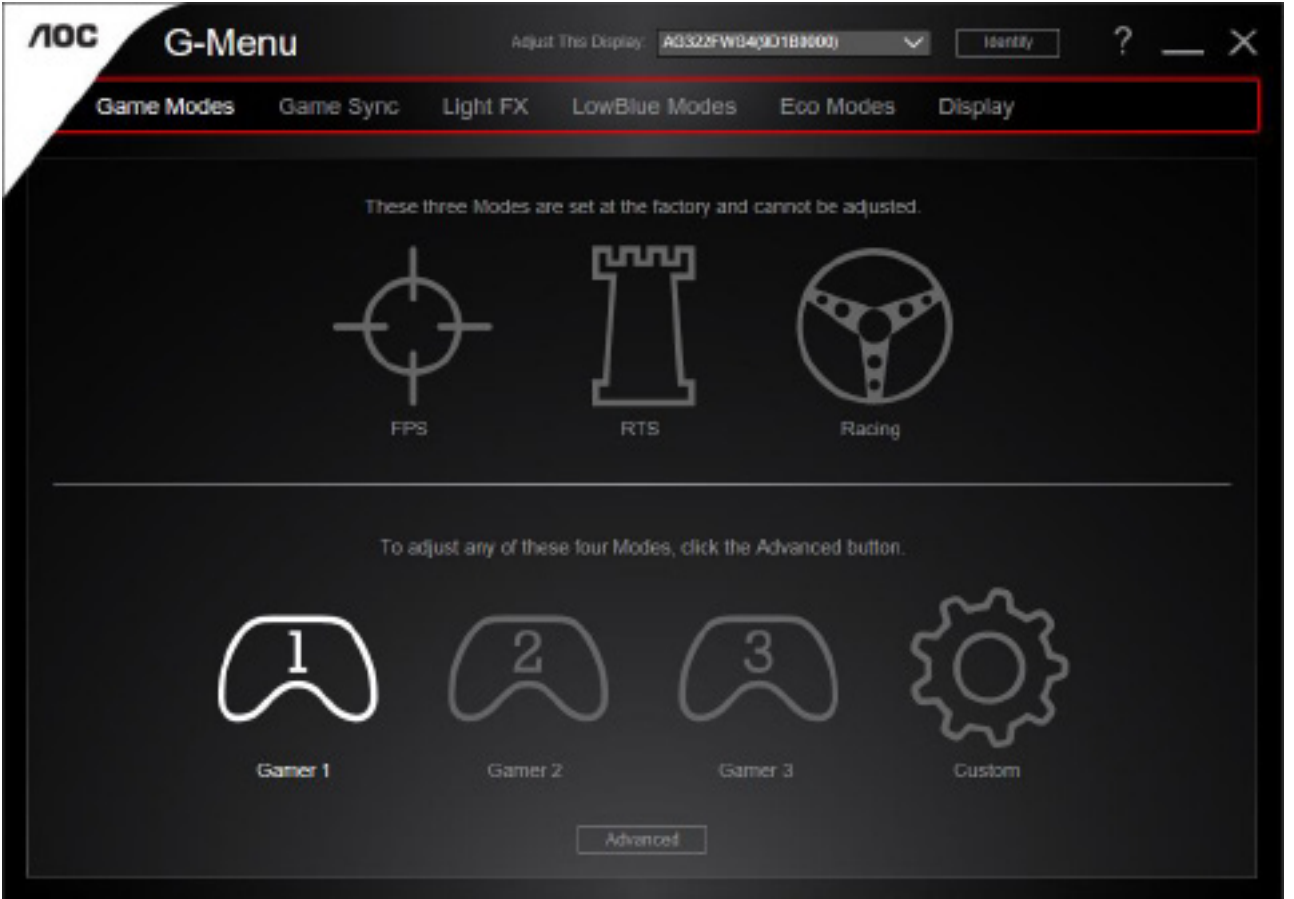 AOC
G-Menu
Adjust This Display:
AG322FWG4(9D1B0000)
Identify
?
Game Modes Game Sync Light FX LowBlue Modes Eco Modes Display
These three Modes are set at the factory and cannot be adjusted.
FPS RTS Racing
To adjust any of these four Modes, click the Advanced button.
1 2 3
Gamer 1 Gamer 2 Gamer 3 Custom
Advanced